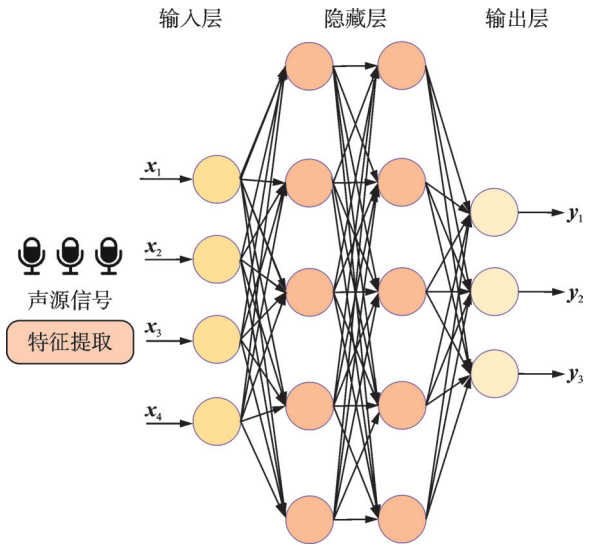 输入层 隐藏层 输出层
x₁
x₂
x₃
x₄
声源信号
特征提取
y₁
y₂
y₃